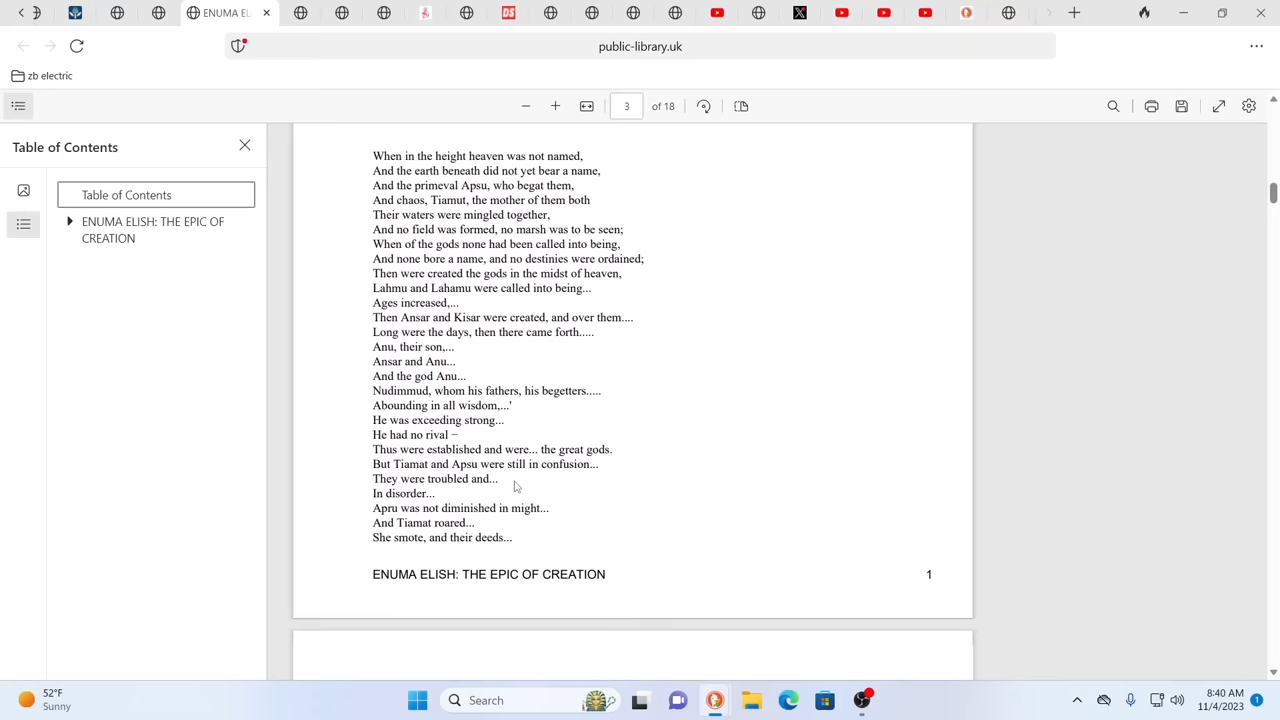 ENUMA EL
public-library.uk
zb electric
3 of 18
Table of Contents
Table of Contents
ENUMA ELISH: THE EPIC OF
CREATION
When in the height heaven was not named,
And the earth beneath did not yet bear a name,
And the primeval Apsu, who begat them,
And chaos, Tiamut, the mother of them both
Their waters were mingled together,
And no field was formed, no marsh was to be seen;
When of the gods none had been called into being,
And none bore a name, and no destinies were ordained;
Then were created the gods in the midst of heaven,
Lahmu and Lahamu were called into being...
Ages increased,...
Then Ansar and Kisar were created, and over them....
Long were the days, then there came forth.....
Anu, their son,...
Ansar and Anu...
And the god Anu...
Nudimmud, whom his fathers, his begetters.....
Abounding in all wisdom,...'
He was exceeding strong...
He had no rival −
Thus were established and were... the great gods.
But Tiamat and Apsu were still in confusion...
They were troubled and...
In disorder...
Apru was not diminished in might...
And Tiamat roared...
She smote, and their deeds...
ENUMA ELISH: THE EPIC OF CREATION 1
52°F
Sunny
Search
8:40 AM
11/4/2023
1